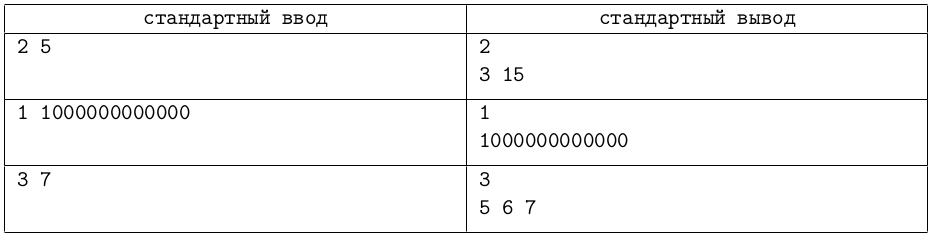 стандартный ввод стандартный вывод
2 5 2
3 15
1 1000000000000 1
1000000000000
3 7 3
5 6 7